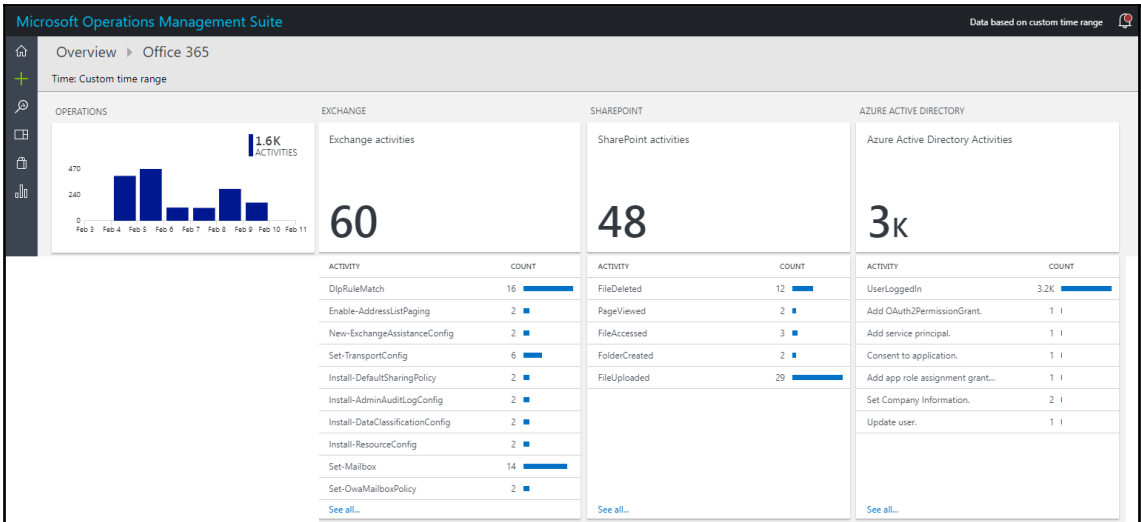 Microsoft Operations Management Suite
Data based on custom time range
Overview Office 365
Time: Custom time range
OPERATIONS
1.6K
ACTIVITIES
470
240
0
Feb 3 Feb 4 Feb 5 Feb 6 Feb 7 Feb 8 Feb 9 Feb 10 Feb 11
EXCHANGE
Exchange activities
60
ACTIVITY COUNT
DlpRuleMatch 16
Enable-AddressListPaging 2
New-ExchangeAssistanceConfig 2
Set-TransportConfig 6
Install-DefaultSharingPolicy 2
Install-AdminAuditLogConfig 2
Install-DataClassificationConfig 2
Install-ResourceConfig 2
Set-Mailbox 14
Set-OwaMailboxPolicy 2
See all...
SHAREPOINT
SharePoint activities
48
ACTIVITY COUNT
FileDeleted 12
PageViewed 2
FileAccessed 3
FolderCreated 2
FileUploaded 29
See all...
AZURE ACTIVE DIRECTORY
Azure Active Directory Activities
3K
ACTIVITY COUNT
UserLoggedIn 3.2K
Add OAuth2PermissionGrant. 1
Add service principal. 1
Consent to application. 1
Add app role assignment grant... 1
Set Company Information. 2
Update user. 1
See all...